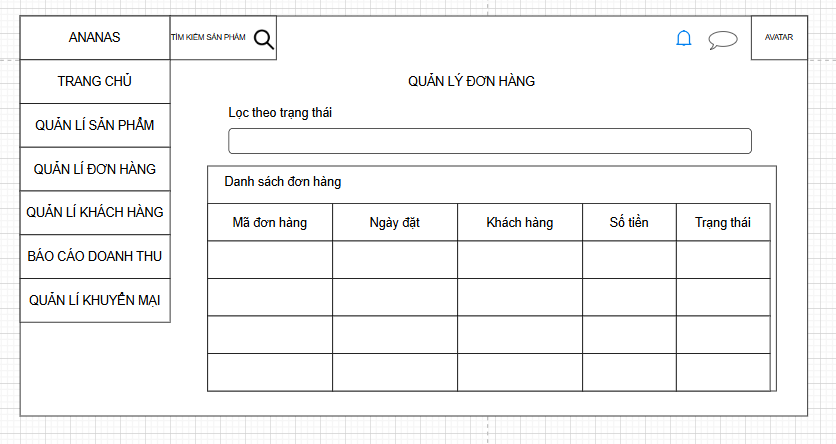 ANANAS
TÌM KIẾM SẢN PHẨM
AVATAR
TRANG CHỦ
QUẢN LÍ SẢN PHẨM
QUẢN LÍ ĐƠN HÀNG
QUẢN LÍ KHÁCH HÀNG
BÁO CÁO DOANH THU
QUẢN LÍ KHUYẾN MẠI
QUẢN LÝ ĐƠN HÀNG
Lọc theo trạng thái
Danh sách đơn hàng
Mã đơn hàng Ngày đặt Khách hàng Số tiền Trạng thái